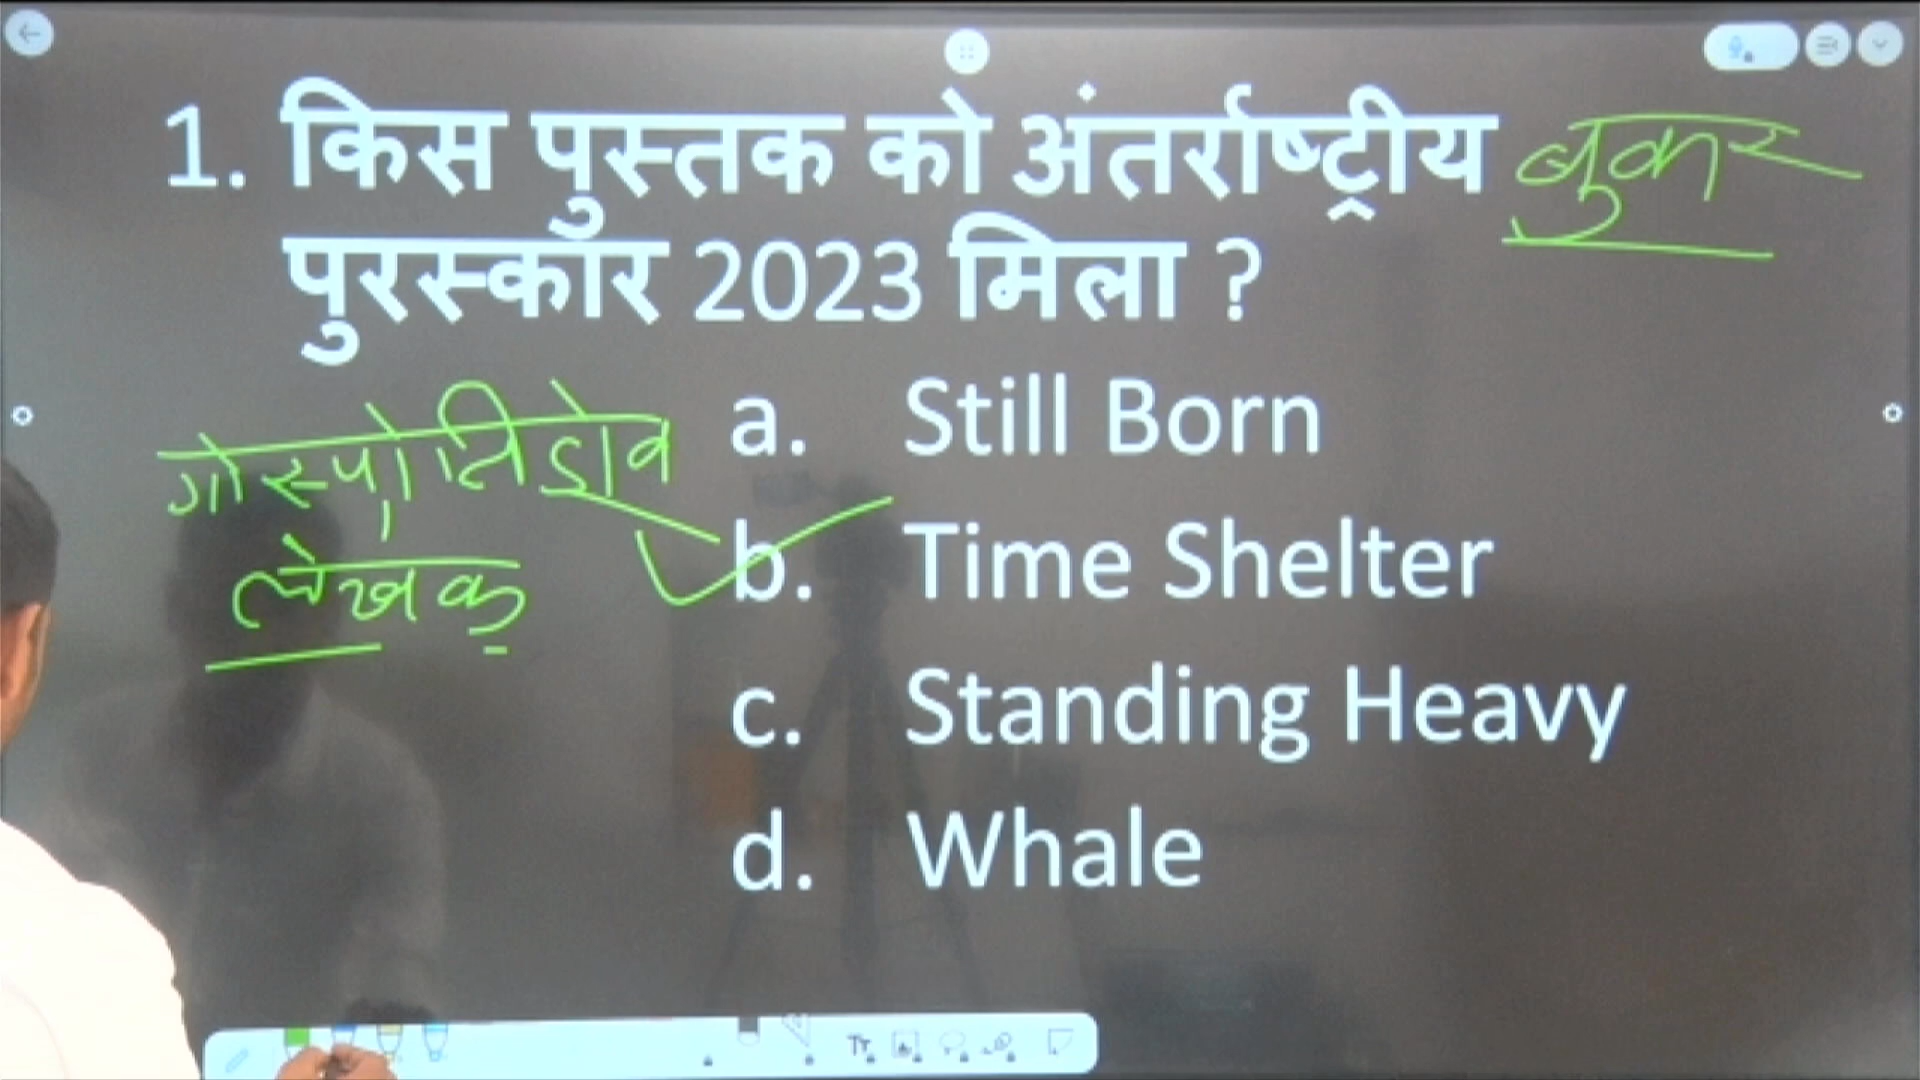 1. किस पुस्तक को अंतर्राष्ट्रीय बुकर
पुरस्कार 2023 मिला ?
a. Still Born
गोस्पोतिडोव
b. Time Shelter
लेखक
c. Standing Heavy
d. Whale